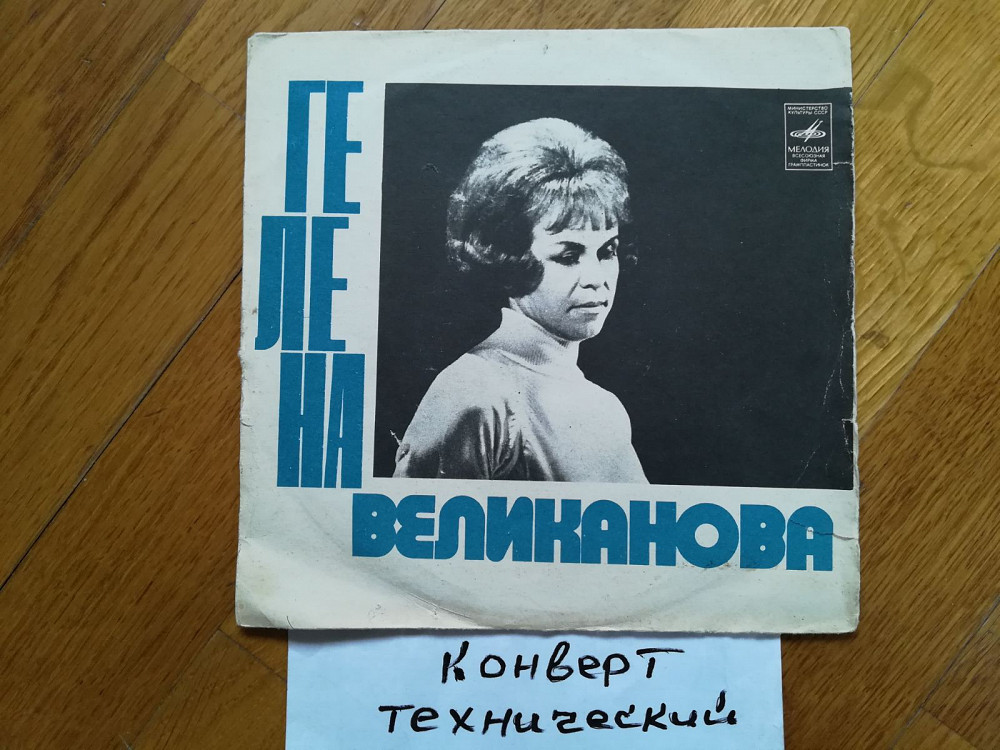 ГЕ
ЛЕ
НА
ВЕЛИКАНОВА
МИНИСТЕРСТВО
КУЛЬТУРЫ СССР
МЕЛОДИЯ
ВСЕСОЮЗНАЯ
ФИРМА
ГРАМПЛАСТИНОК
Конверт
технический